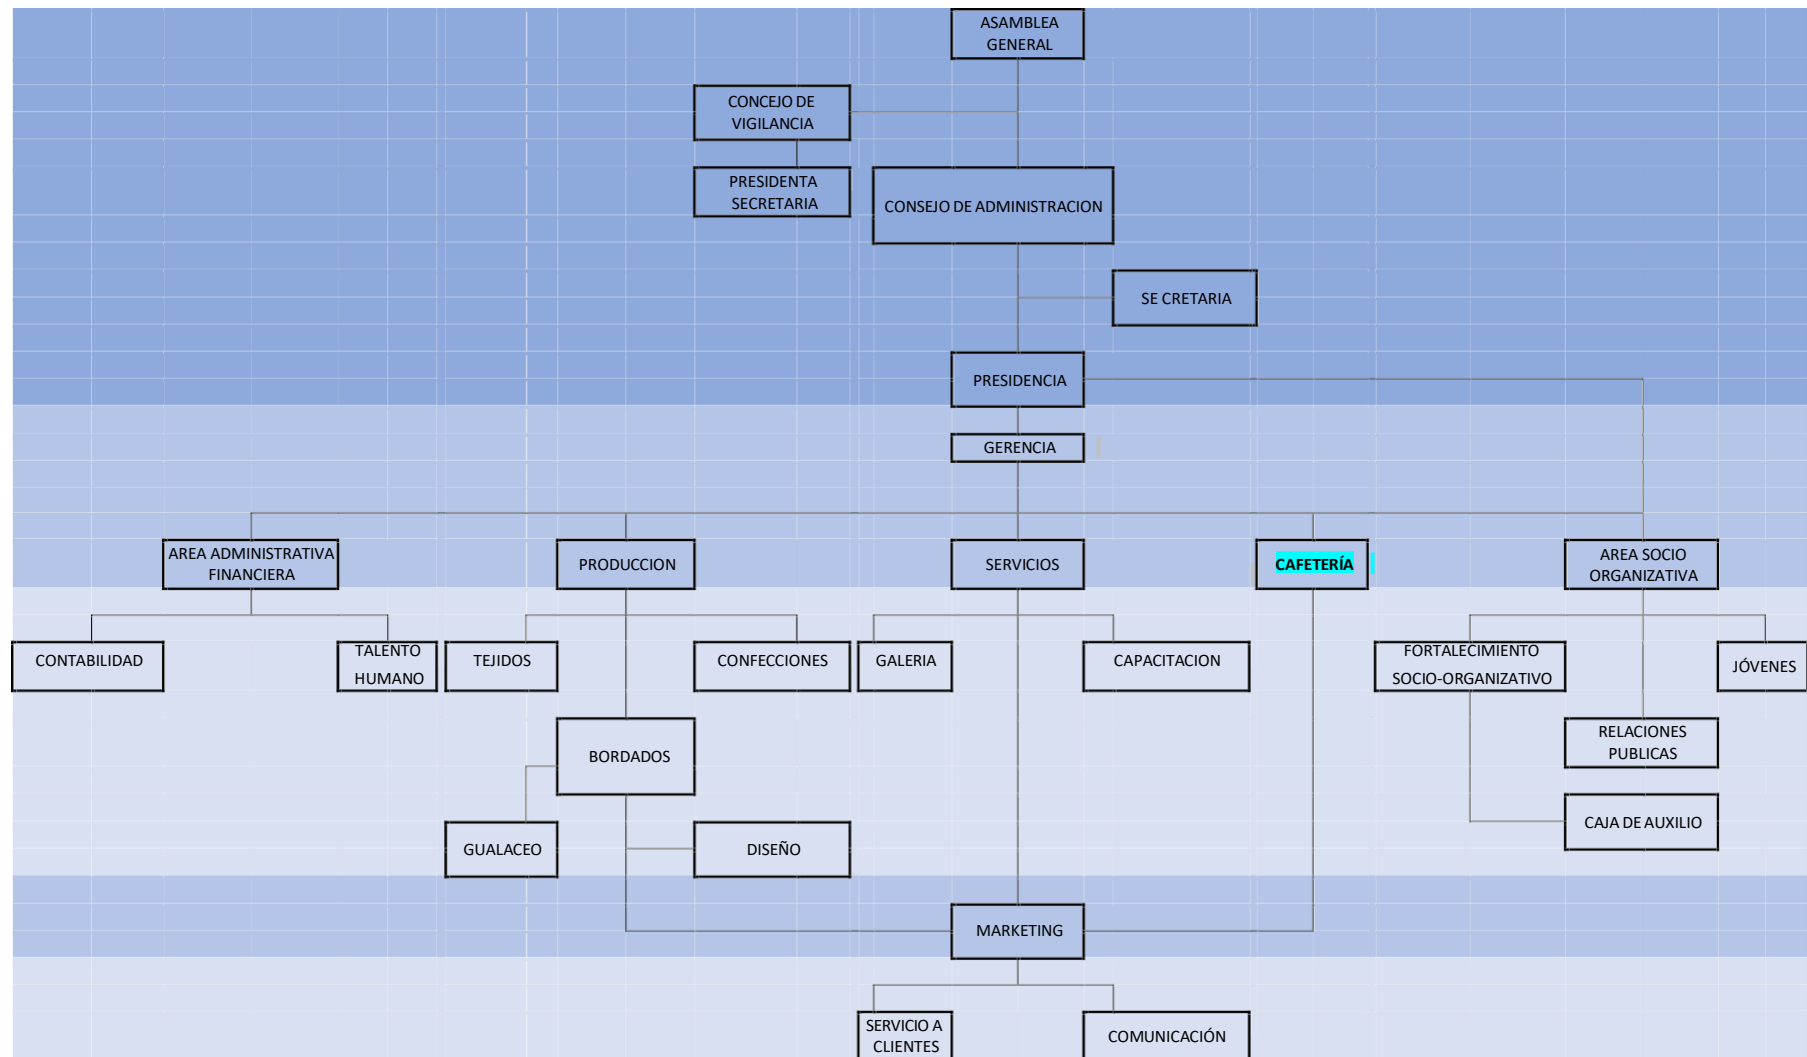 ASAMBLEA
GENERAL
CONCEJO DE
VIGILANCIA
PRESIDENTA
SECRETARIA
CONSEJO DE ADMINISTRACION
SE CRETARIA
PRESIDENCIA
GERENCIA
AREA ADMINISTRATIVA
FINANCIERA
PRODUCCION
SERVICIOS
CAFETERÍA
AREA SOCIO
ORGANIZATIVA
CONTABILIDAD
TALENTO
HUMANO
TEJIDOS
CONFECCIONES
GALERIA
CAPACITACION
FORTALECIMIENTO
SOCIO-ORGANIZATIVO
JÓVENES
BORDADOS
RELACIONES
PUBLICAS
GUALACEO
DISEÑO
CAJA DE AUXILIO
MARKETING
SERVICIO A
CLIENTES
COMUNICACIÓN